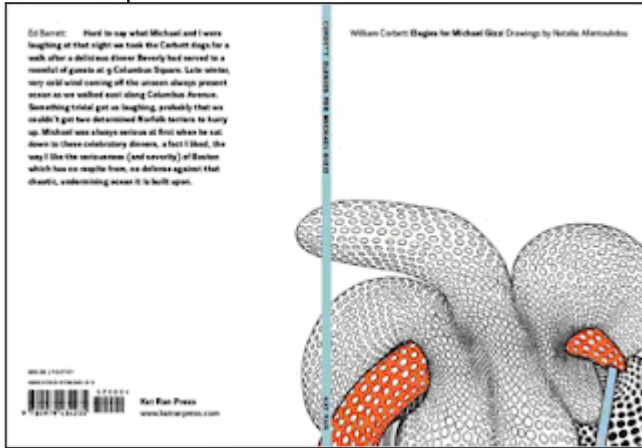 Ed Barrett: Hard to say what Michael and I were
laughing at that night we took the Corbett dogs for a
walk after a delicious dinner Beverly had served to a
roomful of guests at 9 Columbus Square. Late winter,
very cold wind coming off the unseen always present
ocean as we walked east along Columbus Avenue.
Something trivial got us laughing, probably that we
couldn't get two determined Norfolk terriers to hurry
up. Michael was always serious at first when he sat
down to these celebratory dinners, a fact I liked, the
way I like the seriousness (and severity) of Boston
which has no respite from, no defense against that
chaotic, undermining ocean it is built upon.
Ket Ran Press
www.ketranpress.com
CORBETT ELEGIES FOR MICHAEL GIZZI
William Corbett Elegies for Michael Gizzi Drawings by Natalia Afentoulidou